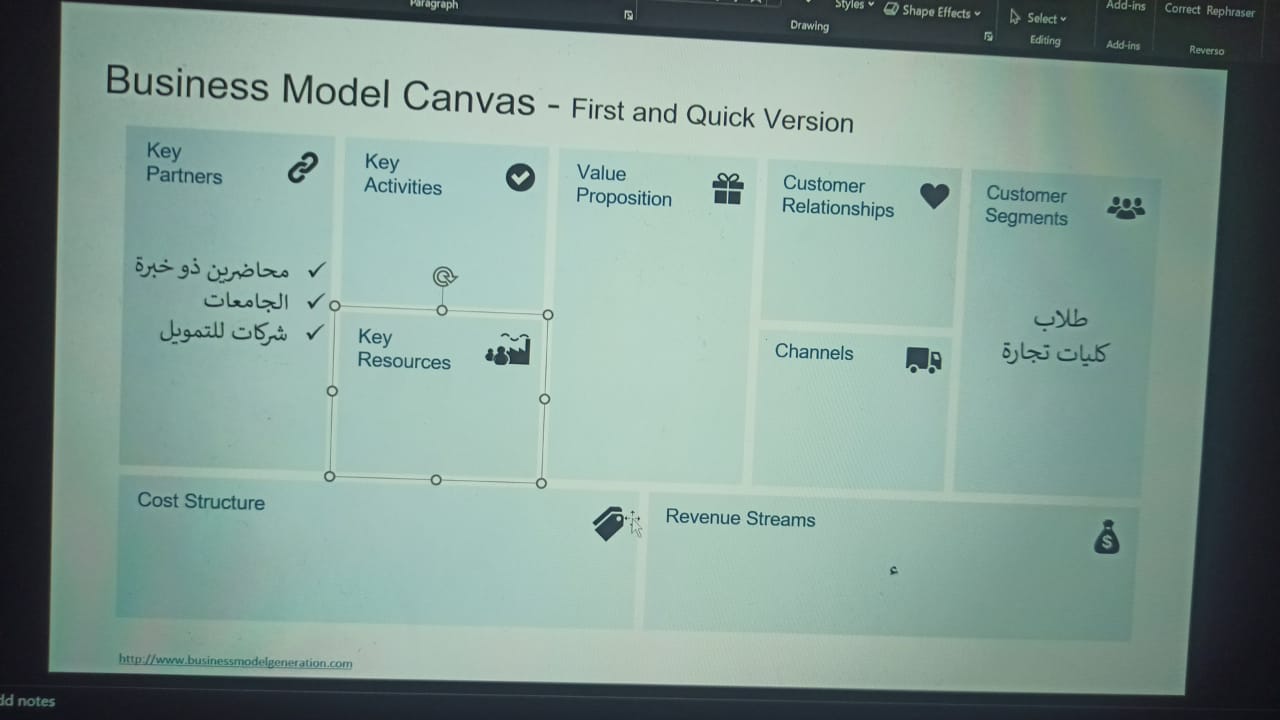 Paragraph
Drawing
Styles
Shape Effects
Select
Editing
Add-ins
Add-ins
Correct Rephraser
Reverso
Business Model Canvas - First and Quick Version
Key
Partners
✓ محاضرين ذو خبرة
✓ الجامعات
✓ شركات للتمويل
Key
Activities
Key
Resources
Value
Proposition
Customer
Relationships
Channels
Customer
Segments
طلاب
كليات تجارة
Cost Structure
Revenue Streams
$
ء
http://www.businessmodelgeneration.com
dd notes